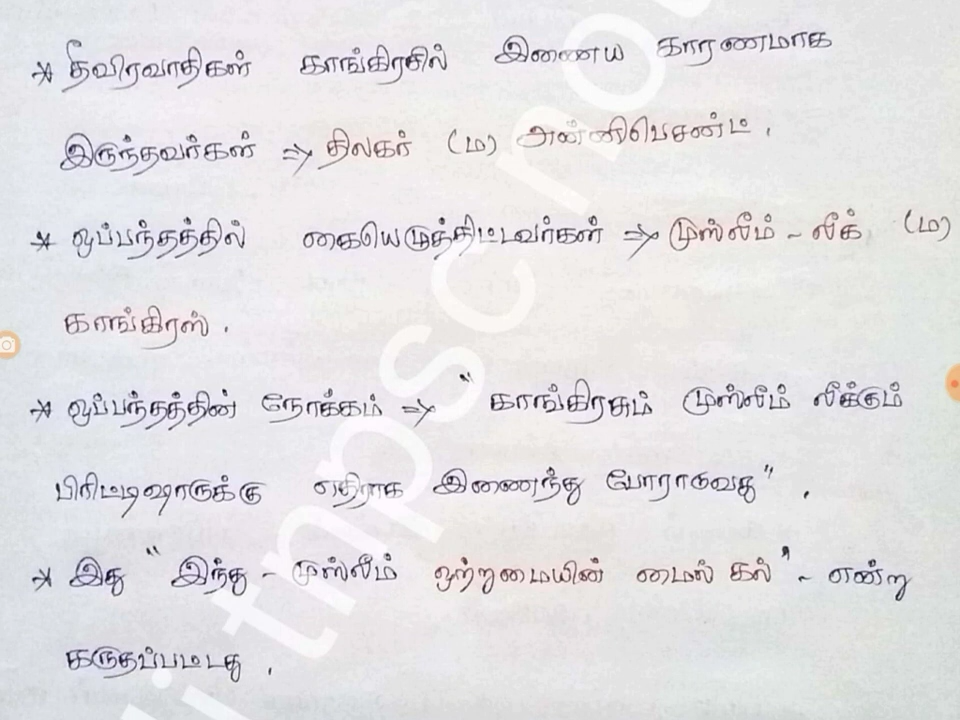 * தீவிரவாதிகள் காங்கிரசில் இணைய காரணமாக
இருந்தவர்கள் => திலகர் (ம) அன்னிபெசண்ட்.
* ஒப்பந்தத்தில் கையெழுத்திட்டவர்கள் => முஸ்லீம் - லீக் (ம)
காங்கிரஸ்.
* ஒப்பந்தத்தின் நோக்கம் => "காங்கிரசும் முஸ்லீம் லீக்கும்
பிரிட்டிஷாருக்கு எதிராக இணைந்து போராடுவது".
* இது "இந்து - முஸ்லீம் ஒற்றுமையின் மைல் கல்" - என்று
கருதப்பட்டது.
tnpsc